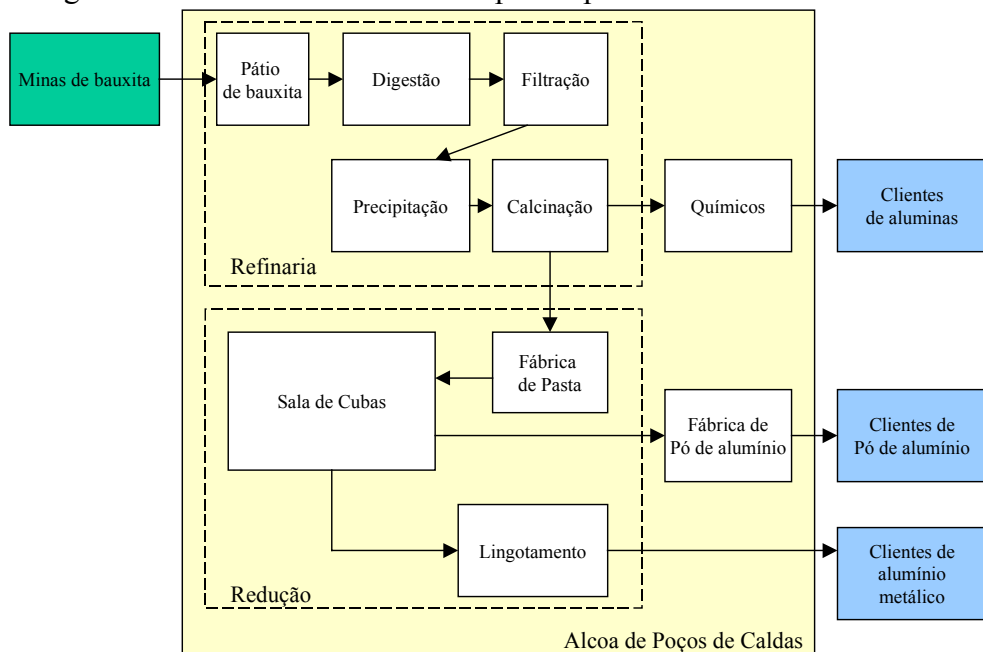 Minas de bauxita
Pátio
de bauxita
Digestão
Filtração
Precipitação
Calcinação
Químicos
Clientes
de aluminas
Refinaria
Fábrica
de Pasta
Sala de Cubas
Fábrica de
Pó de alumínio
Clientes de
Pó de alumínio
Lingotamento
Clientes de
alumínio
metálico
Redução
Alcoa de Poços de Caldas